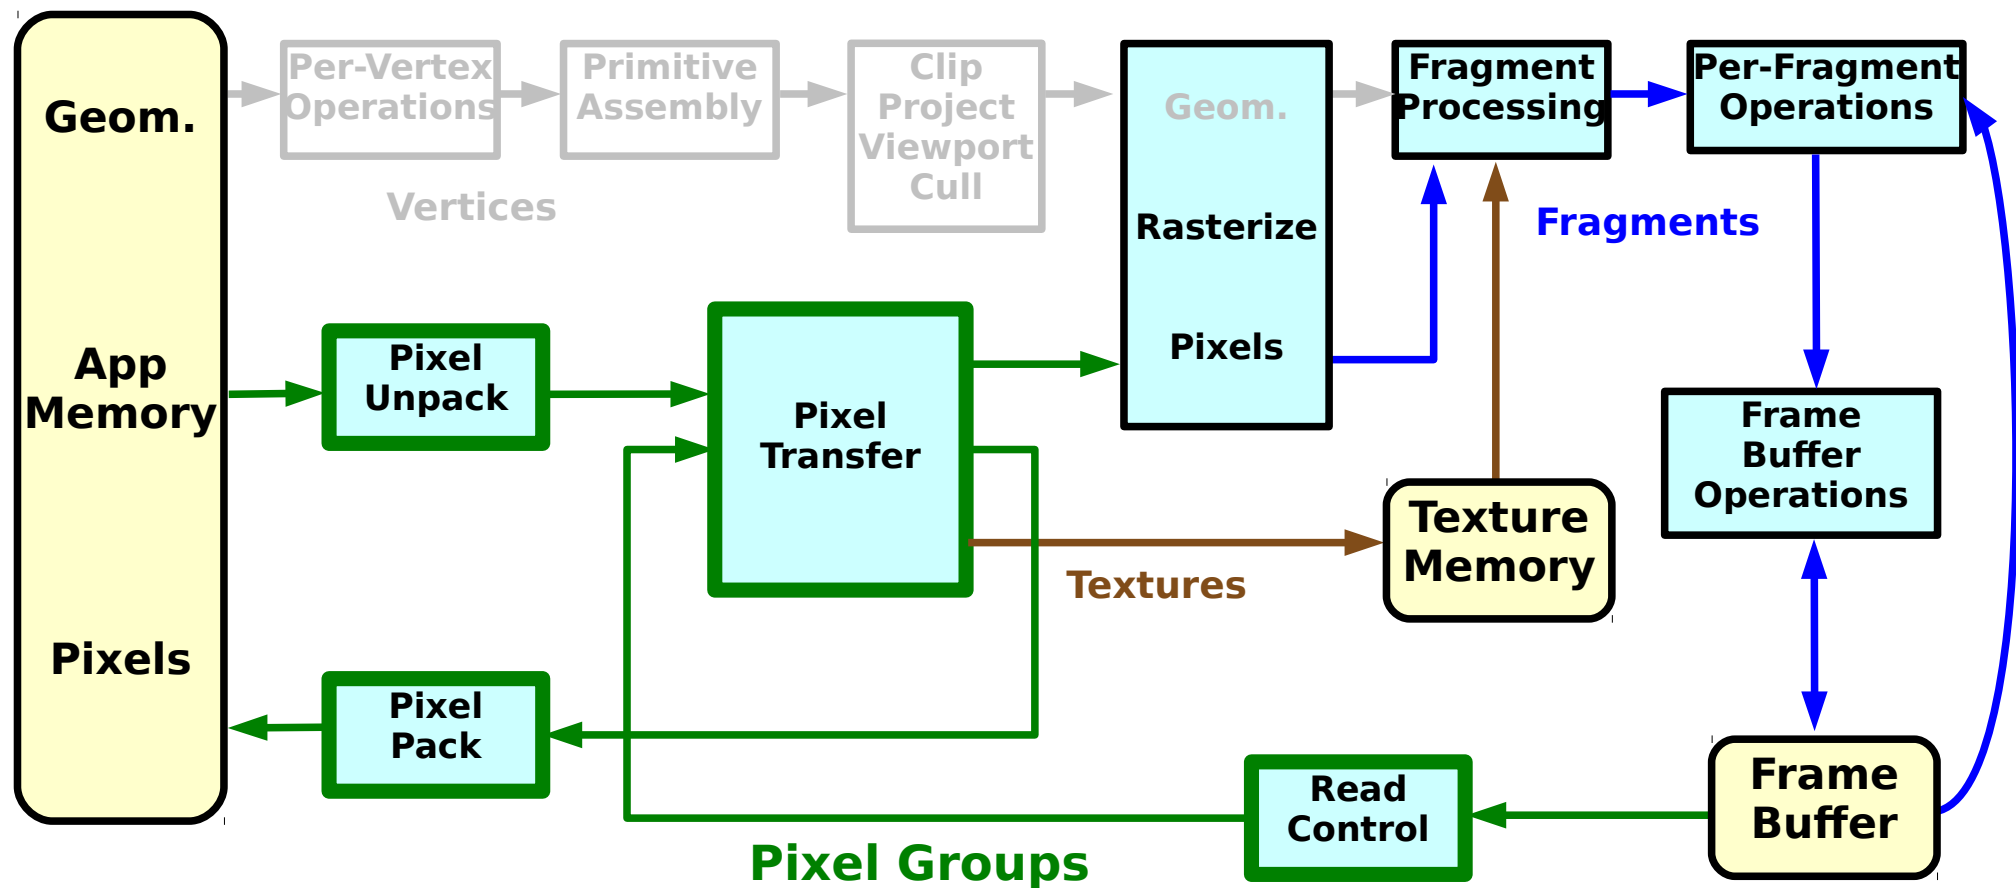 Geom.
App
Memory
Pixels
Per-Vertex
Operations
Primitive
Assembly
Clip
Project
Viewport
Cull
Vertices
Geom.
Rasterize
Pixels
Fragment
Processing
Per-Fragment
Operations
Fragments
Pixel
Unpack
Pixel
Transfer
Frame
Buffer
Operations
Texture
Memory
Textures
Pixel
Pack
Read
Control
Frame
Buffer
Pixel Groups